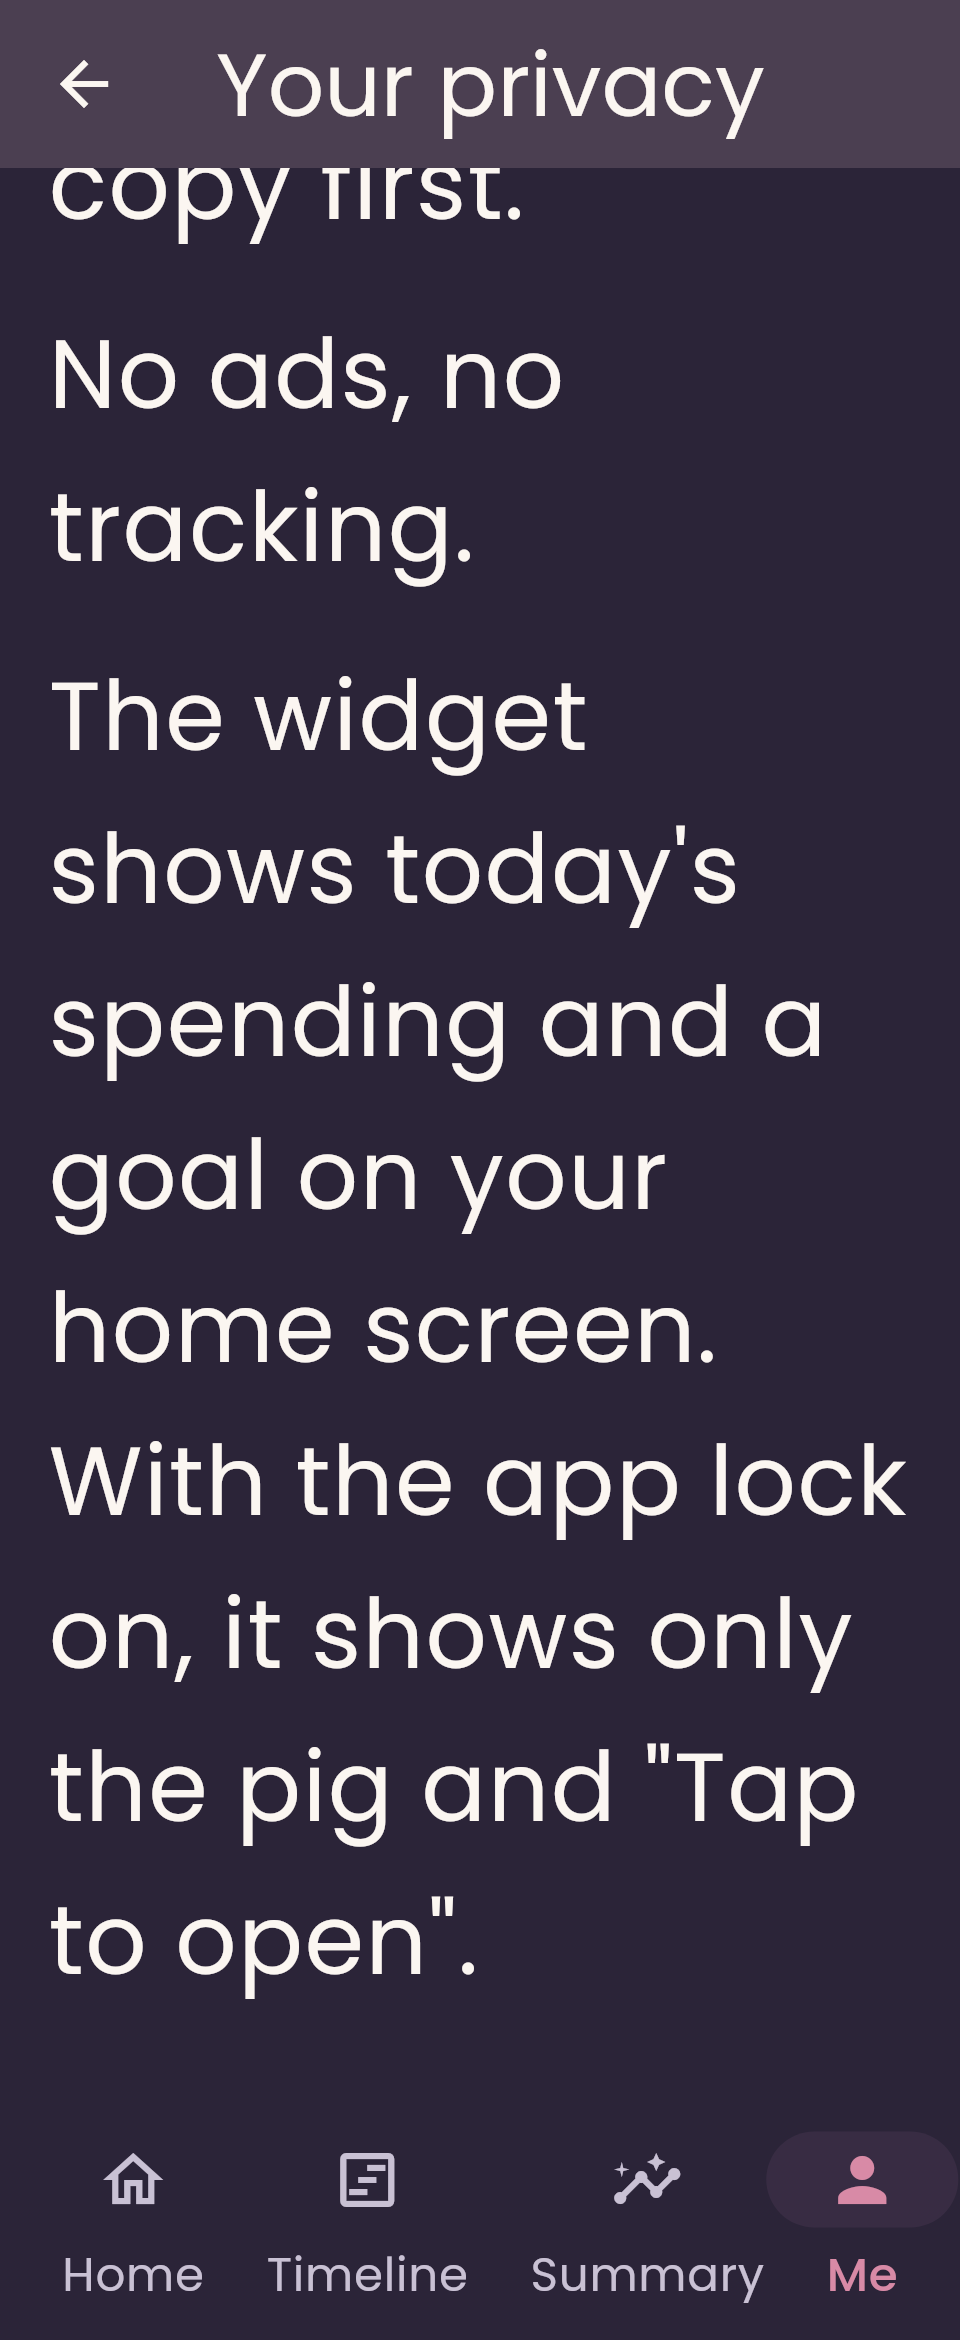 Your privacy
copy first.
No ads, no
tracking.
The widget
shows today's
spending and a
goal on your
home screen.
With the app lock
on, it shows only
the pig and "Tap
to open".
Home
Timeline
Summary
Me